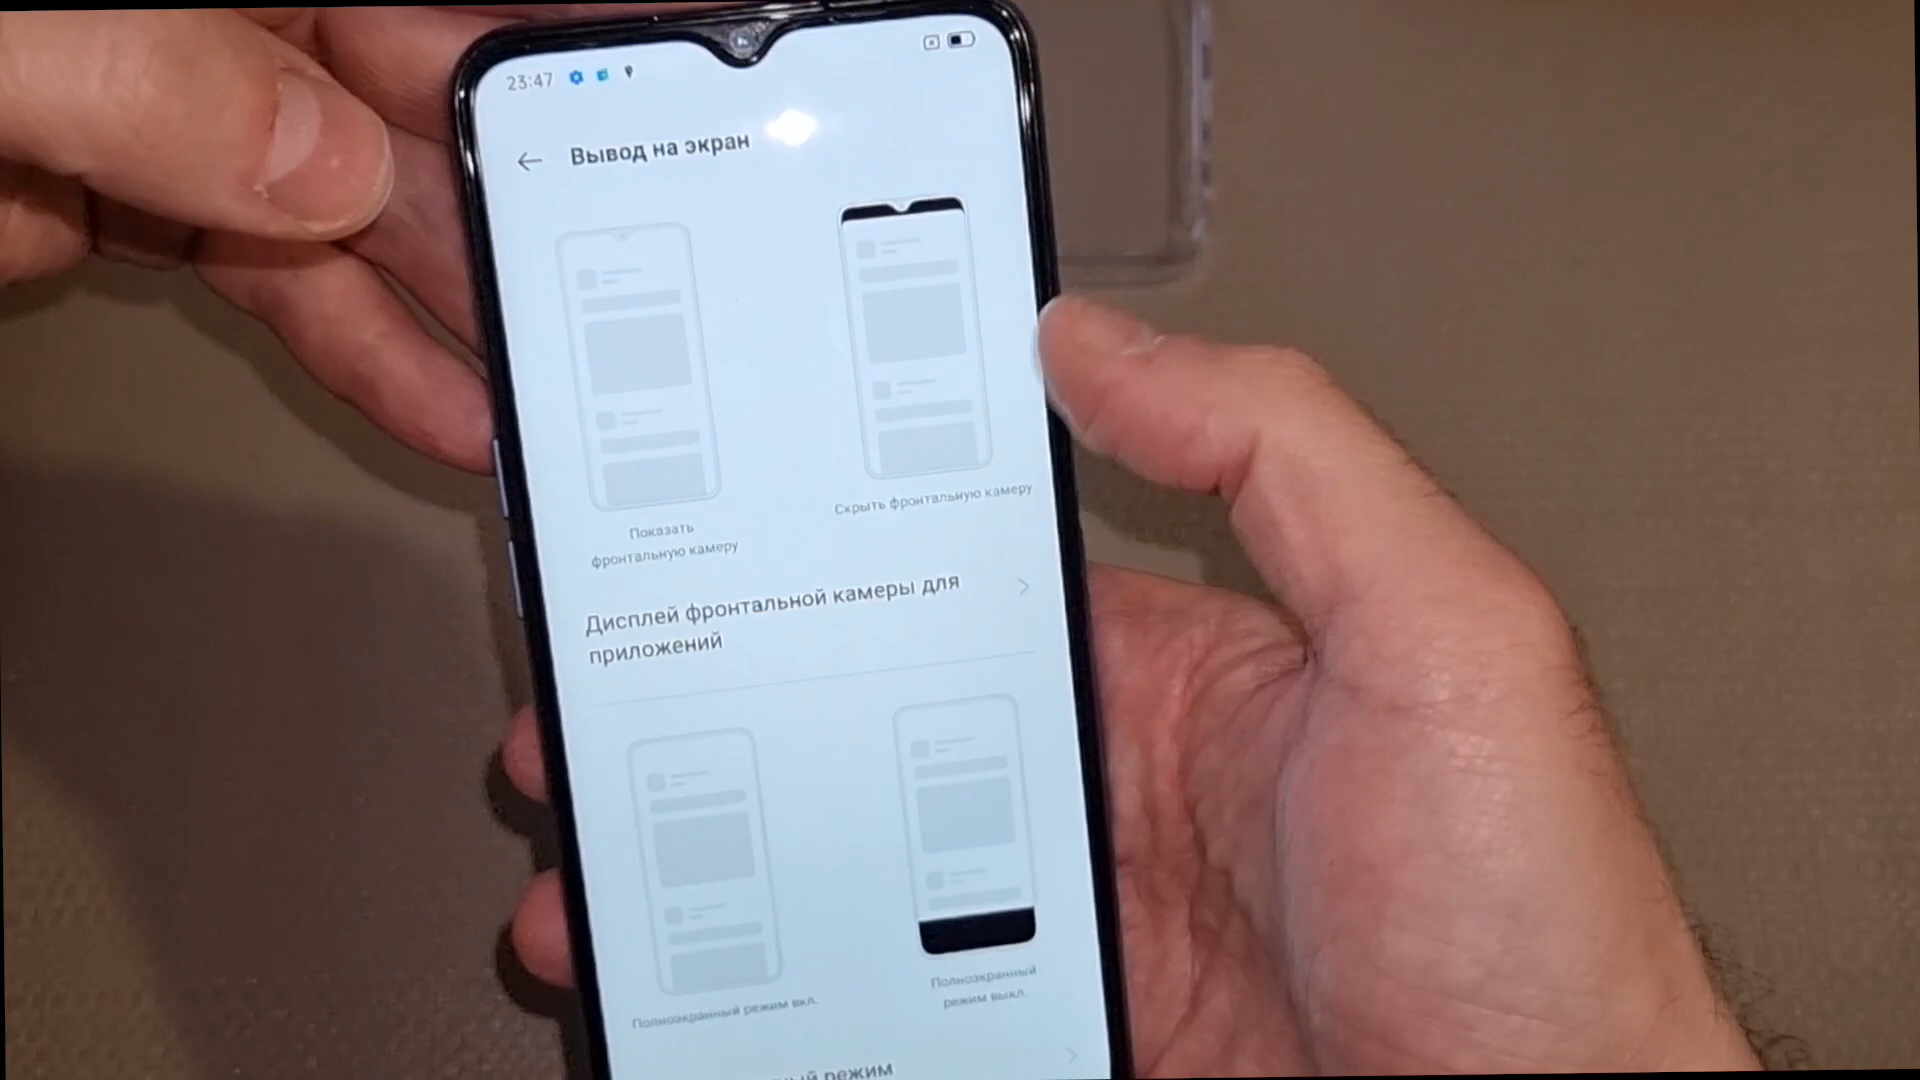 23:47
Вывод на экран
Показать
фронтальную камеру
Скрыть фронтальную камеру
Дисплей фронтальной камеры для
приложений
Полноэкранный режим вкл.
Полноэкранный
режим выкл.
режим